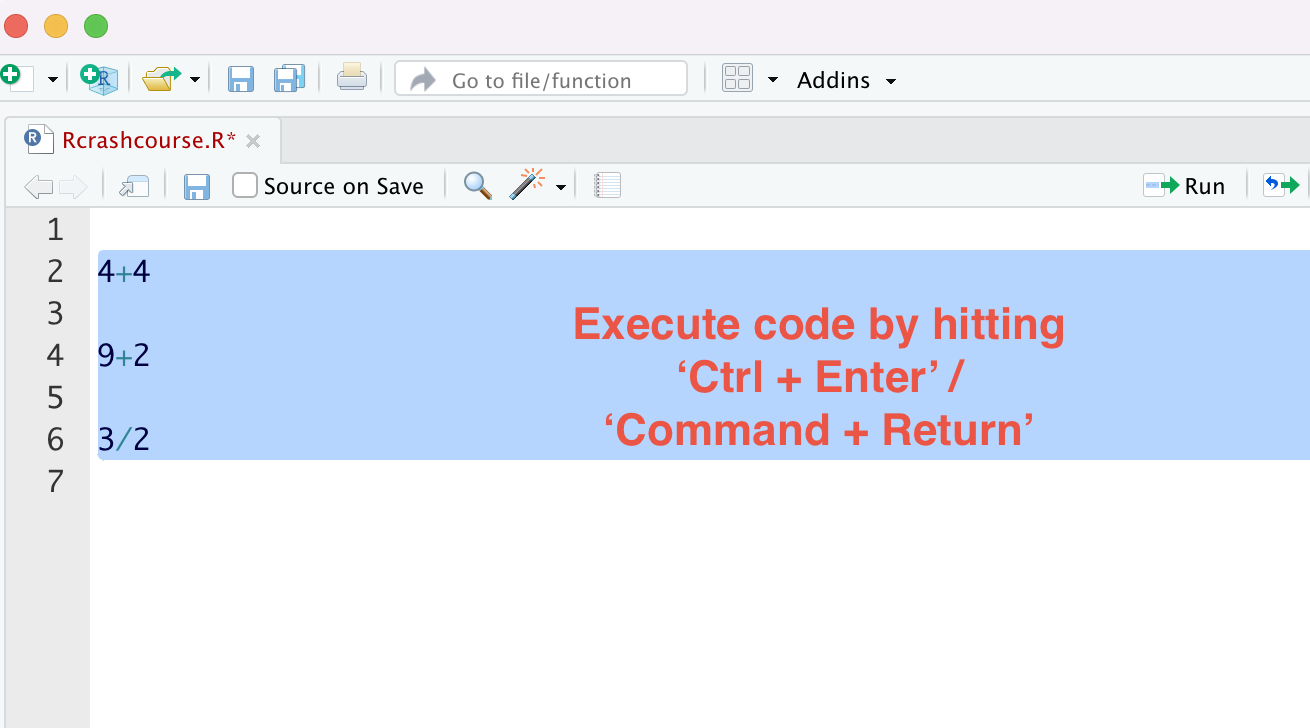 Go to file/function
Addins
Rcrashcourse.R*
Source on Save
Run
1
2 4+4
3
4 9+2
5
6 3/2
7
Execute code by hitting
‘Ctrl + Enter’ /
‘Command + Return’